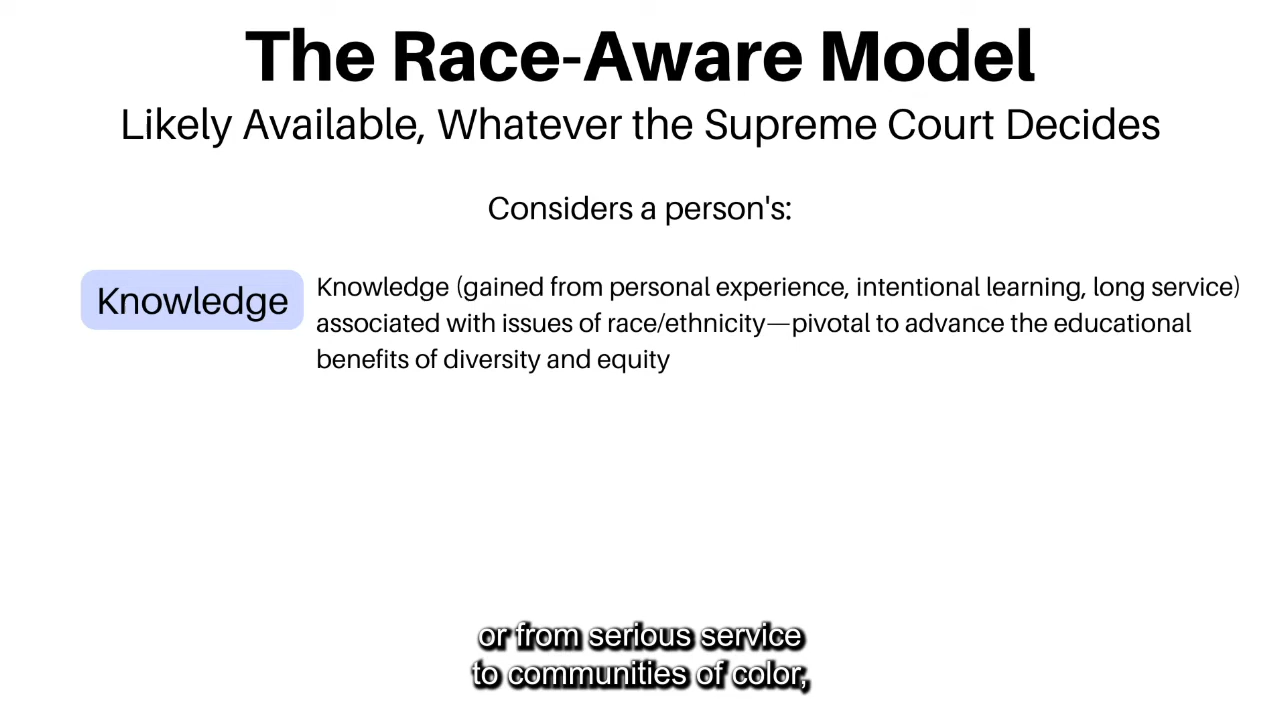 The Race-Aware Model
Likely Available, Whatever the Supreme Court Decides
Considers a person's:
Knowledge
Knowledge (gained from personal experience, intentional learning, long service)
associated with issues of race/ethnicity—pivotal to advance the educational
benefits of diversity and equity
or from serious service
to communities of color,